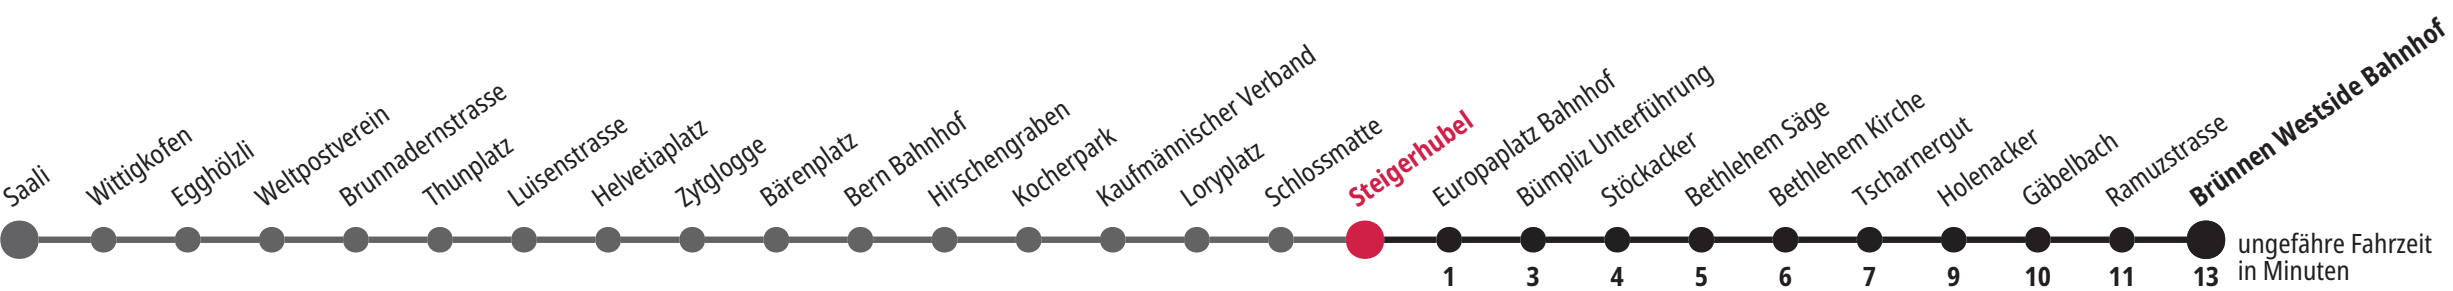 Saali
Wittigkofen
Egghölzli
Weltpostverein
Brunnadernstrasse
Thunplatz
Luisenstrasse
Helvetiaplatz
Zytglogge
Bärenplatz
Bern Bahnhof
Hirschengraben
Kocherpark
Kaufmännischer Verband
Loryplatz
Schlossmatte
Steigerhubel
Europaplatz Bahnhof
Bümpliz Unterführung
Stöckacker
Bethlehem Säge
Bethlehem Kirche
Tscharnergut
Holenacker
Gäbelbach
Ramuzstrasse
Brünnen Westside Bahnhof
1 3 4 5 6 7 9 10 11 13
ungefähre Fahrzeit
in Minuten